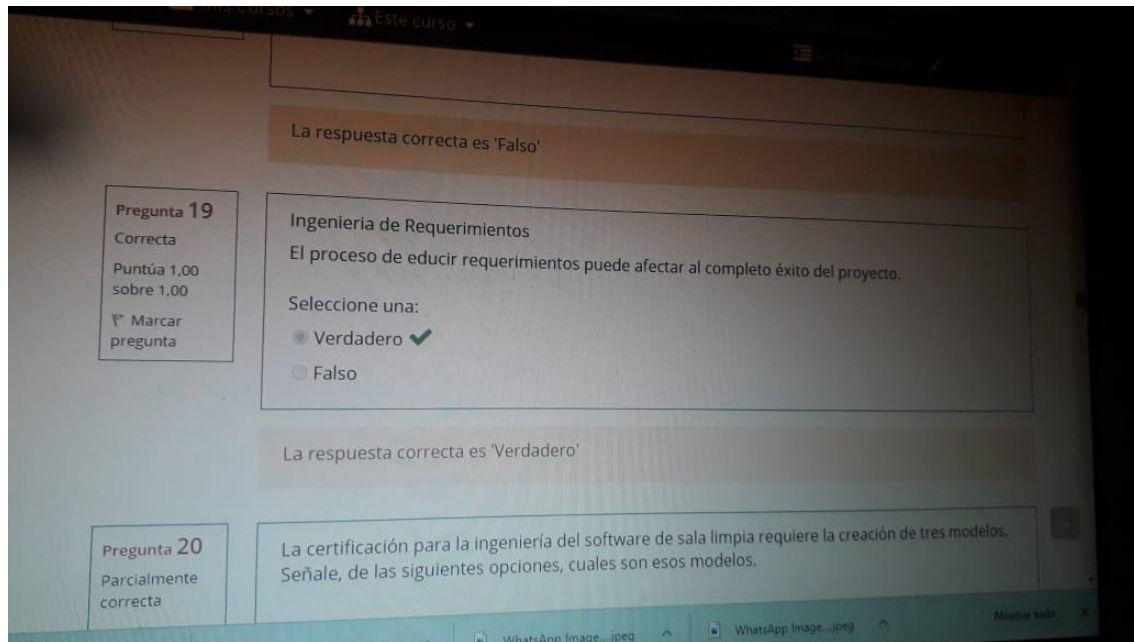 Mis Cursos
Este curso
La respuesta correcta es 'Falso'
Pregunta 19
Correcta
Puntúa 1,00
sobre 1,00
Marcar
pregunta
Ingenieria de Requerimientos
El proceso de educir requerimientos puede afectar al completo éxito del proyecto.
Seleccione una:
Verdadero
Falso
La respuesta correcta es 'Verdadero'
Pregunta 20
Parcialmente
correcta
La certificación para la ingeniería del software de sala limpia requiere la creación de tres modelos.
Señale, de las siguientes opciones, cuales son esos modelos.
WhatsApp Image....jpeg
WhatsApp Image....jpeg
Mostrar todo
X